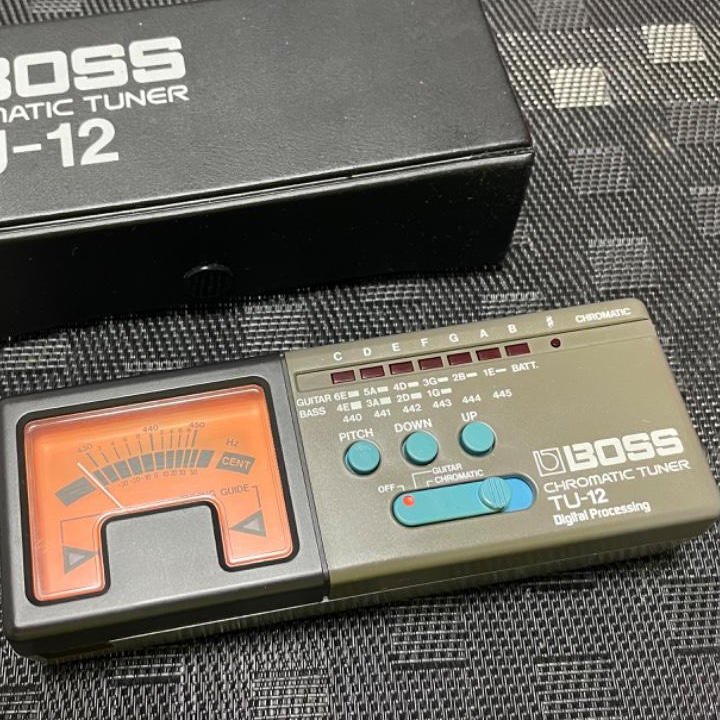 BOSS
MATIC TUNER
-12
C D E F G A B # CHROMATIC
GUITAR 6E 5A 4D 3G 2B 1E BATT.
BASS 4E 3A 2D 1G
440 441 442 443 444 445
PITCH DOWN UP
OFF
GUITAR
CHROMATIC
BOSS
CHROMATIC TUNER
TU-12
Digital Processing
430 440 450
Hz
CENT
GUIDE